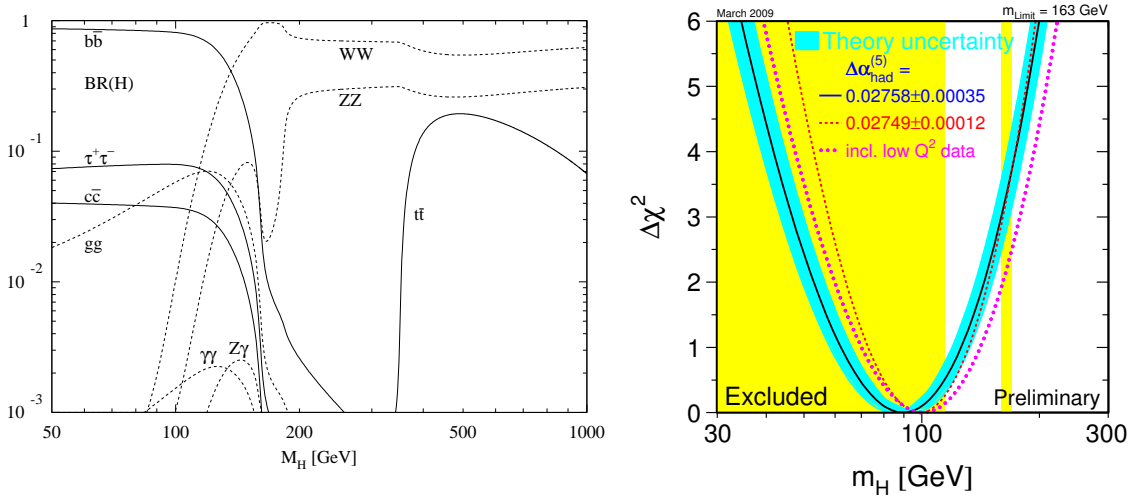 1
10⁻¹
10⁻²
10⁻³
50
100
200
500
1000
M_H [GeV]
BR(H)
bb̄
τ⁺τ⁻
cc̄
gg
γγ
Zγ
WW
ZZ
tt̄
March 2009
m_Limit = 163 GeV
6
5
4
3
2
1
0
Δχ²
Theory uncertainty
Δα_had^(5) =
0.02758±0.00035
0.02749±0.00012
incl. low Q² data
Excluded
Preliminary
30
100
300
m_H [GeV]